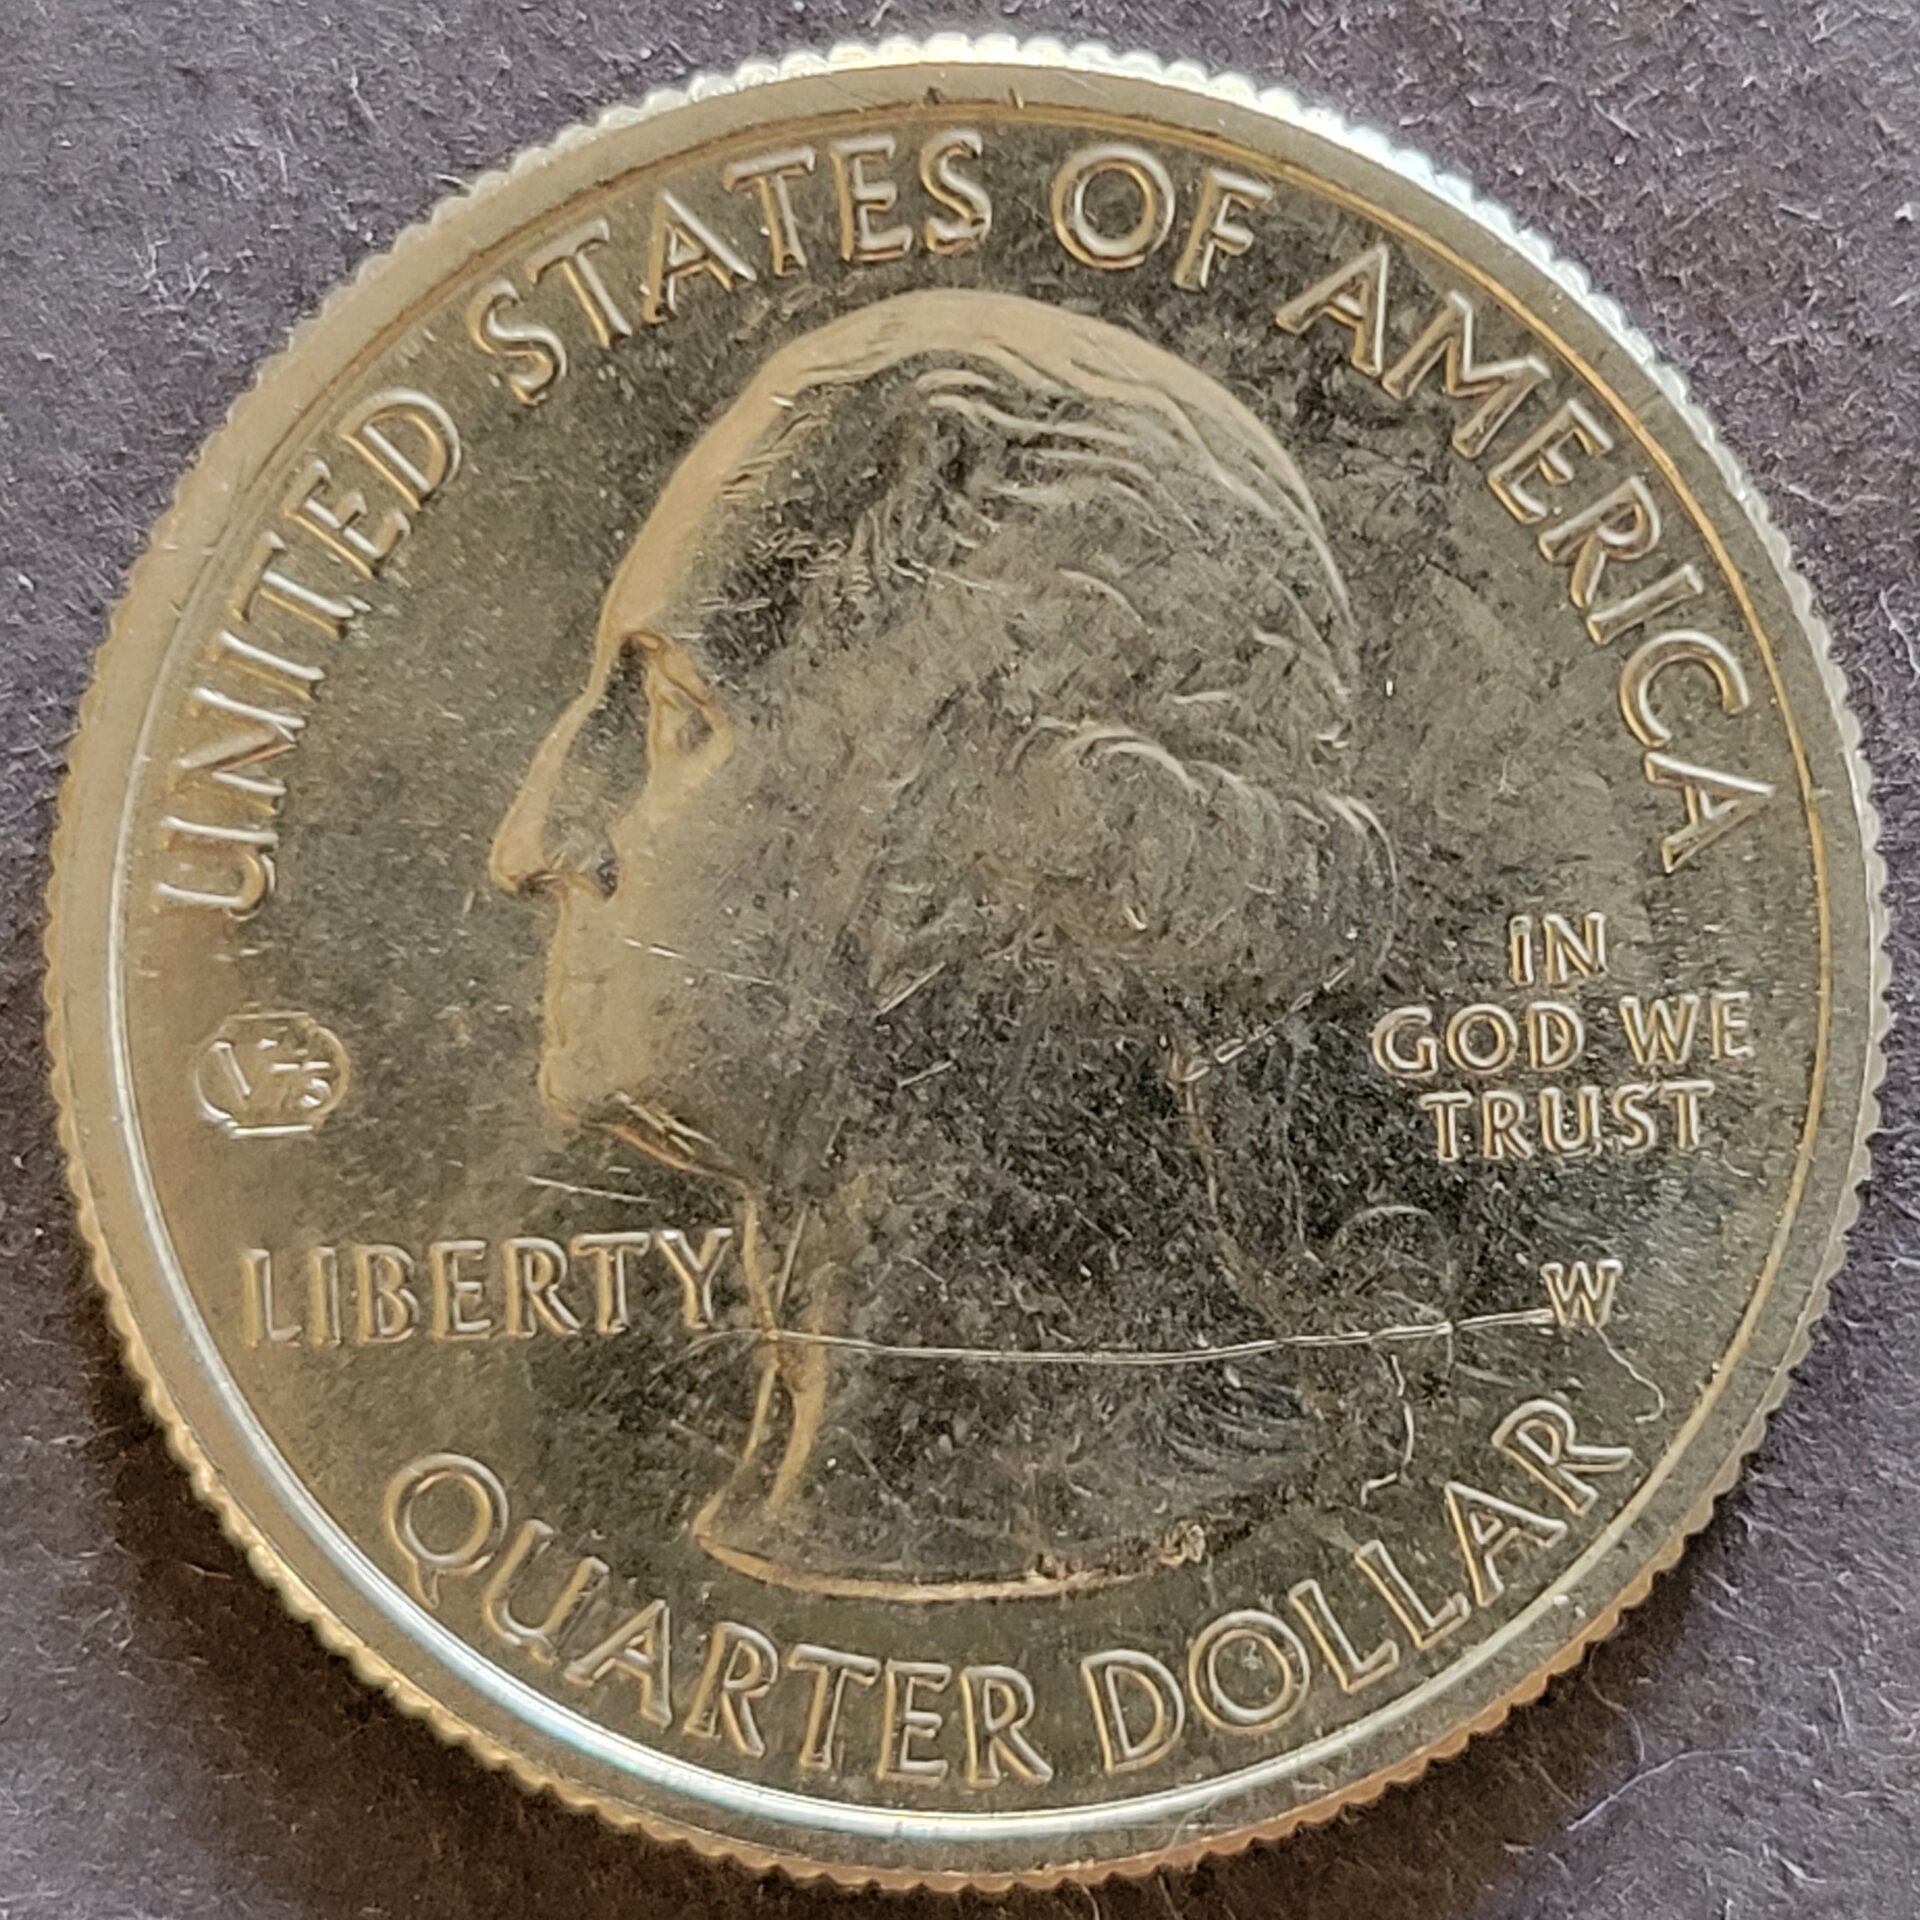 UNITED STATES OF AMERICA
IN
GOD WE
TRUST
V75
LIBERTY
W
QUARTER DOLLAR